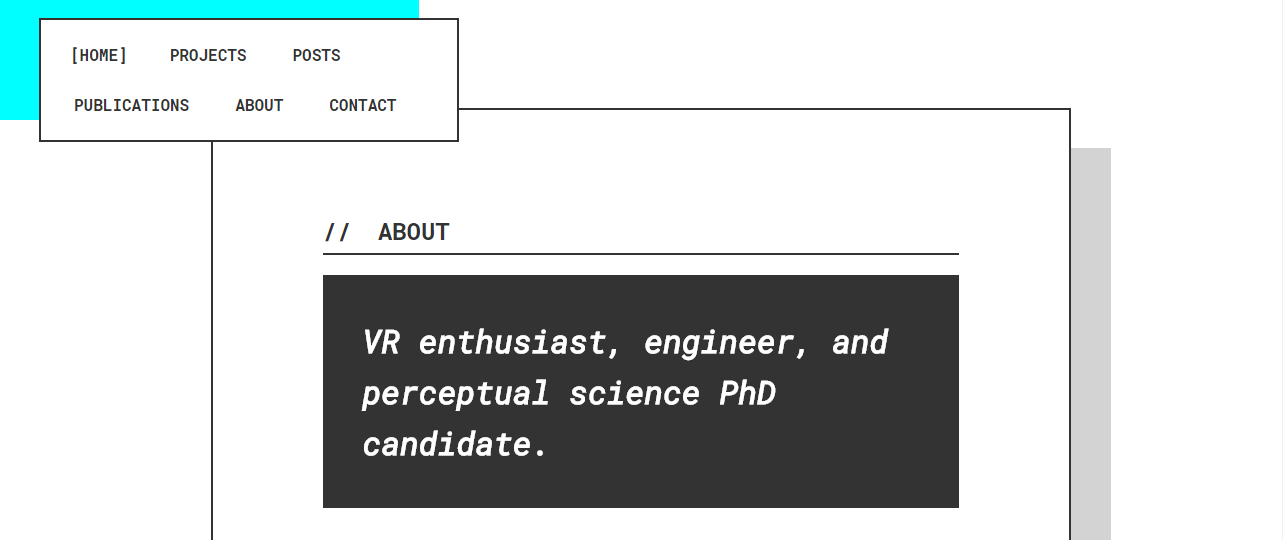 [HOME] PROJECTS POSTS
PUBLICATIONS ABOUT CONTACT
// ABOUT
VR enthusiast, engineer, and
perceptual science PhD
candidate.